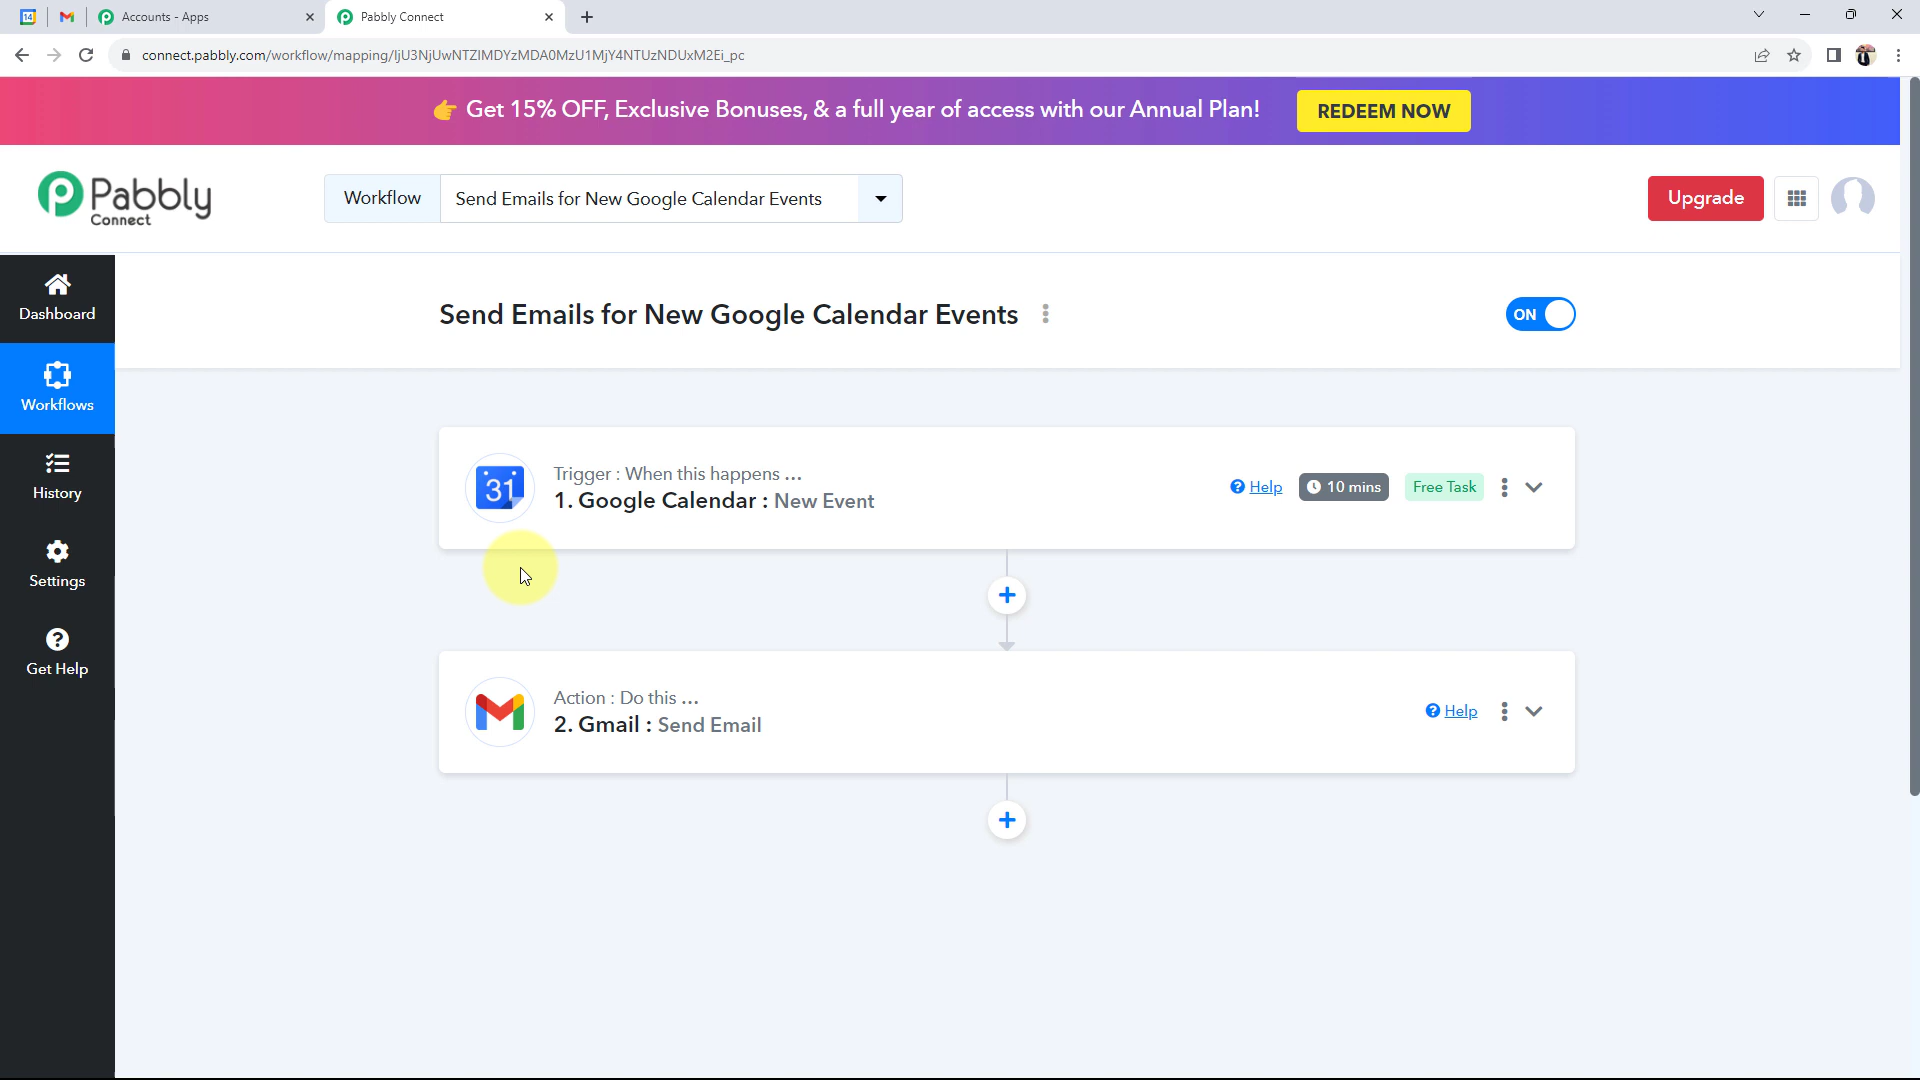 14
Accounts - Apps
Pabbly Connect
connect.pabbly.com/workflow/mapping/IjU3NjUwNTZlMDYzMDA0MzU1MjY4NTUzNDUxM2Ei_pc
👉 Get 15% OFF, Exclusive Bonuses, & a full year of access with our Annual Plan!
REDEEM NOW
Pabbly
Connect
Workflow
Send Emails for New Google Calendar Events
Upgrade
Dashboard
Workflows
History
Settings
Get Help
Send Emails for New Google Calendar Events
ON
31
Trigger : When this happens ...
1. Google Calendar : New Event
Help
10 mins
Free Task
Action : Do this ...
2. Gmail : Send Email
Help